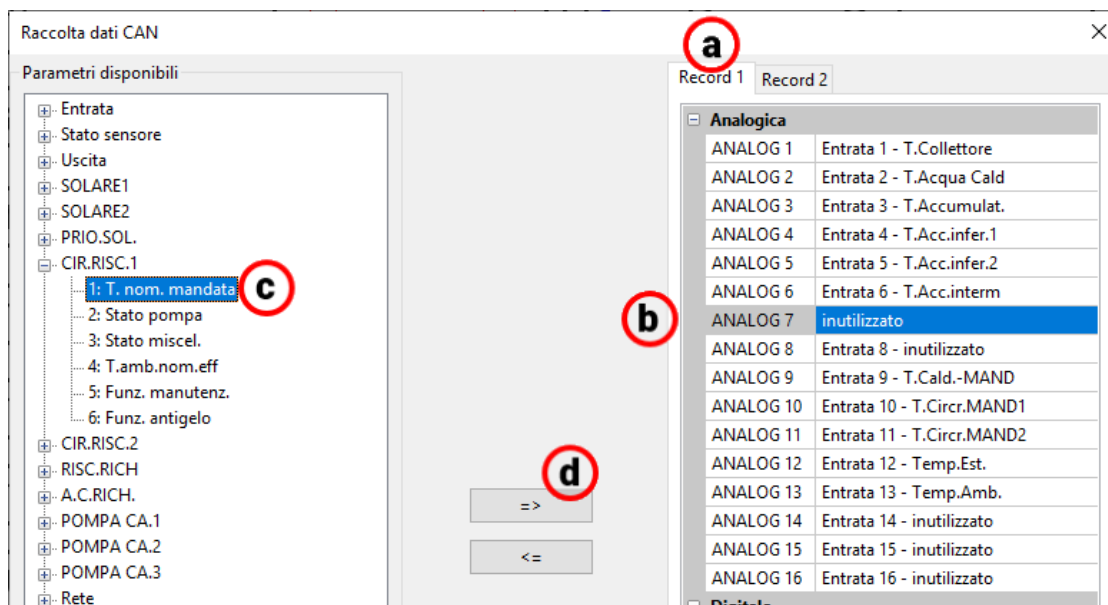 Raccolta dati CAN
a
Parametri disponibili
Entrata
Stato sensore
Uscita
SOLARE1
SOLARE2
PRIO.SOL.
CIR.RISC.1
1: T. nom. mandata
c
2: Stato pompa
3: Stato miscel.
4: T.amb.nom.eff
5: Funz. manutenz.
6: Funz. antigelo
CIR.RISC.2
RISC.RICH
A.C.RICH.
POMPA CA.1
POMPA CA.2
POMPA CA.3
Rete
d
=>
<=
Record 1 Record 2
Analogica
ANALOG 1 Entrata 1 - T.Collettore
ANALOG 2 Entrata 2 - T.Acqua Cald
ANALOG 3 Entrata 3 - T.Accumulat.
ANALOG 4 Entrata 4 - T.Acc.infer.1
ANALOG 5 Entrata 5 - T.Acc.infer.2
ANALOG 6 Entrata 6 - T.Acc.interm
b
ANALOG 7 inutilizzato
ANALOG 8 Entrata 8 - inutilizzato
ANALOG 9 Entrata 9 - T.Cald.-MAND
ANALOG 10 Entrata 10 - T.Circr.MAND1
ANALOG 11 Entrata 11 - T.Circr.MAND2
ANALOG 12 Entrata 12 - Temp.Est.
ANALOG 13 Entrata 13 - Temp.Amb.
ANALOG 14 Entrata 14 - inutilizzato
ANALOG 15 Entrata 15 - inutilizzato
ANALOG 16 Entrata 16 - inutilizzato
Digitale